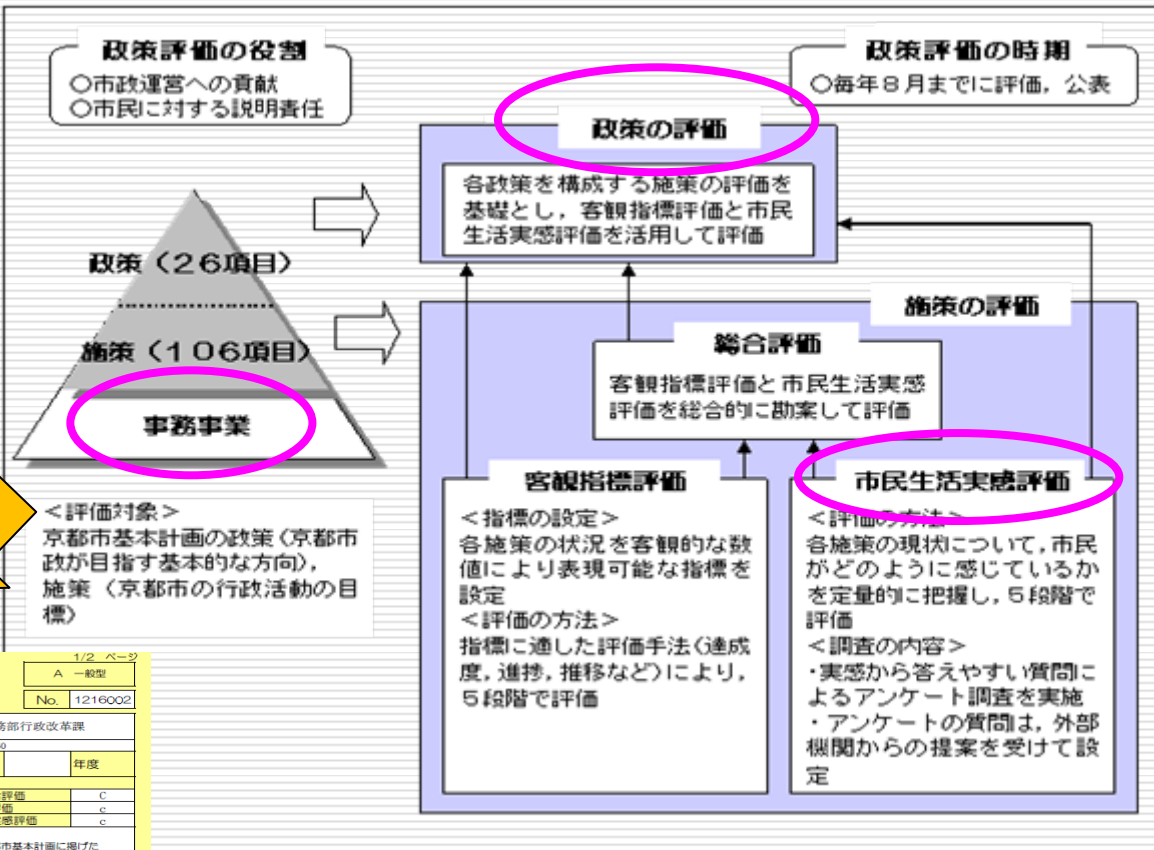 政策評価の役割
○市政運営への貢献
○市民に対する説明責任
政策評価の時期
○毎年8月までに評価，公表
政策の評価
各政策を構成する施策の評価を
基礎とし，客観指標評価と市民
生活実感評価を活用して評価
政策（26項目）
施策（106項目）
事務事業
施策の評価
総合評価
客観指標評価と市民生活実感
評価を総合的に勘案して評価
＜評価対象＞
京都市基本計画の政策（京都市
政が目指す基本的な方向），
施策（京都市の行政活動の目
標）
客観指標評価
＜指標の設定＞
各施策の状況を客観的な数
値により表現可能な指標を
設定
＜評価の方法＞
指標に適した評価手法（達成
度，進捗，推移など）により，
５段階で評価
市民生活実感評価
＜評価の方法＞
各施策の現状について，市民
がどのように感じているか
を定量的に把握し，５段階で
評価
＜調査の内容＞
・実感から答えやすい質問に
よるアンケート調査を実施
・アンケートの質問は，外部
機関からの提案を受けて設
定
1/2 ページ
A 一般型
No. 1216002
務部行政改革課
年度
評価 C
評価 c
実感評価 c
市基本計画に掲げた